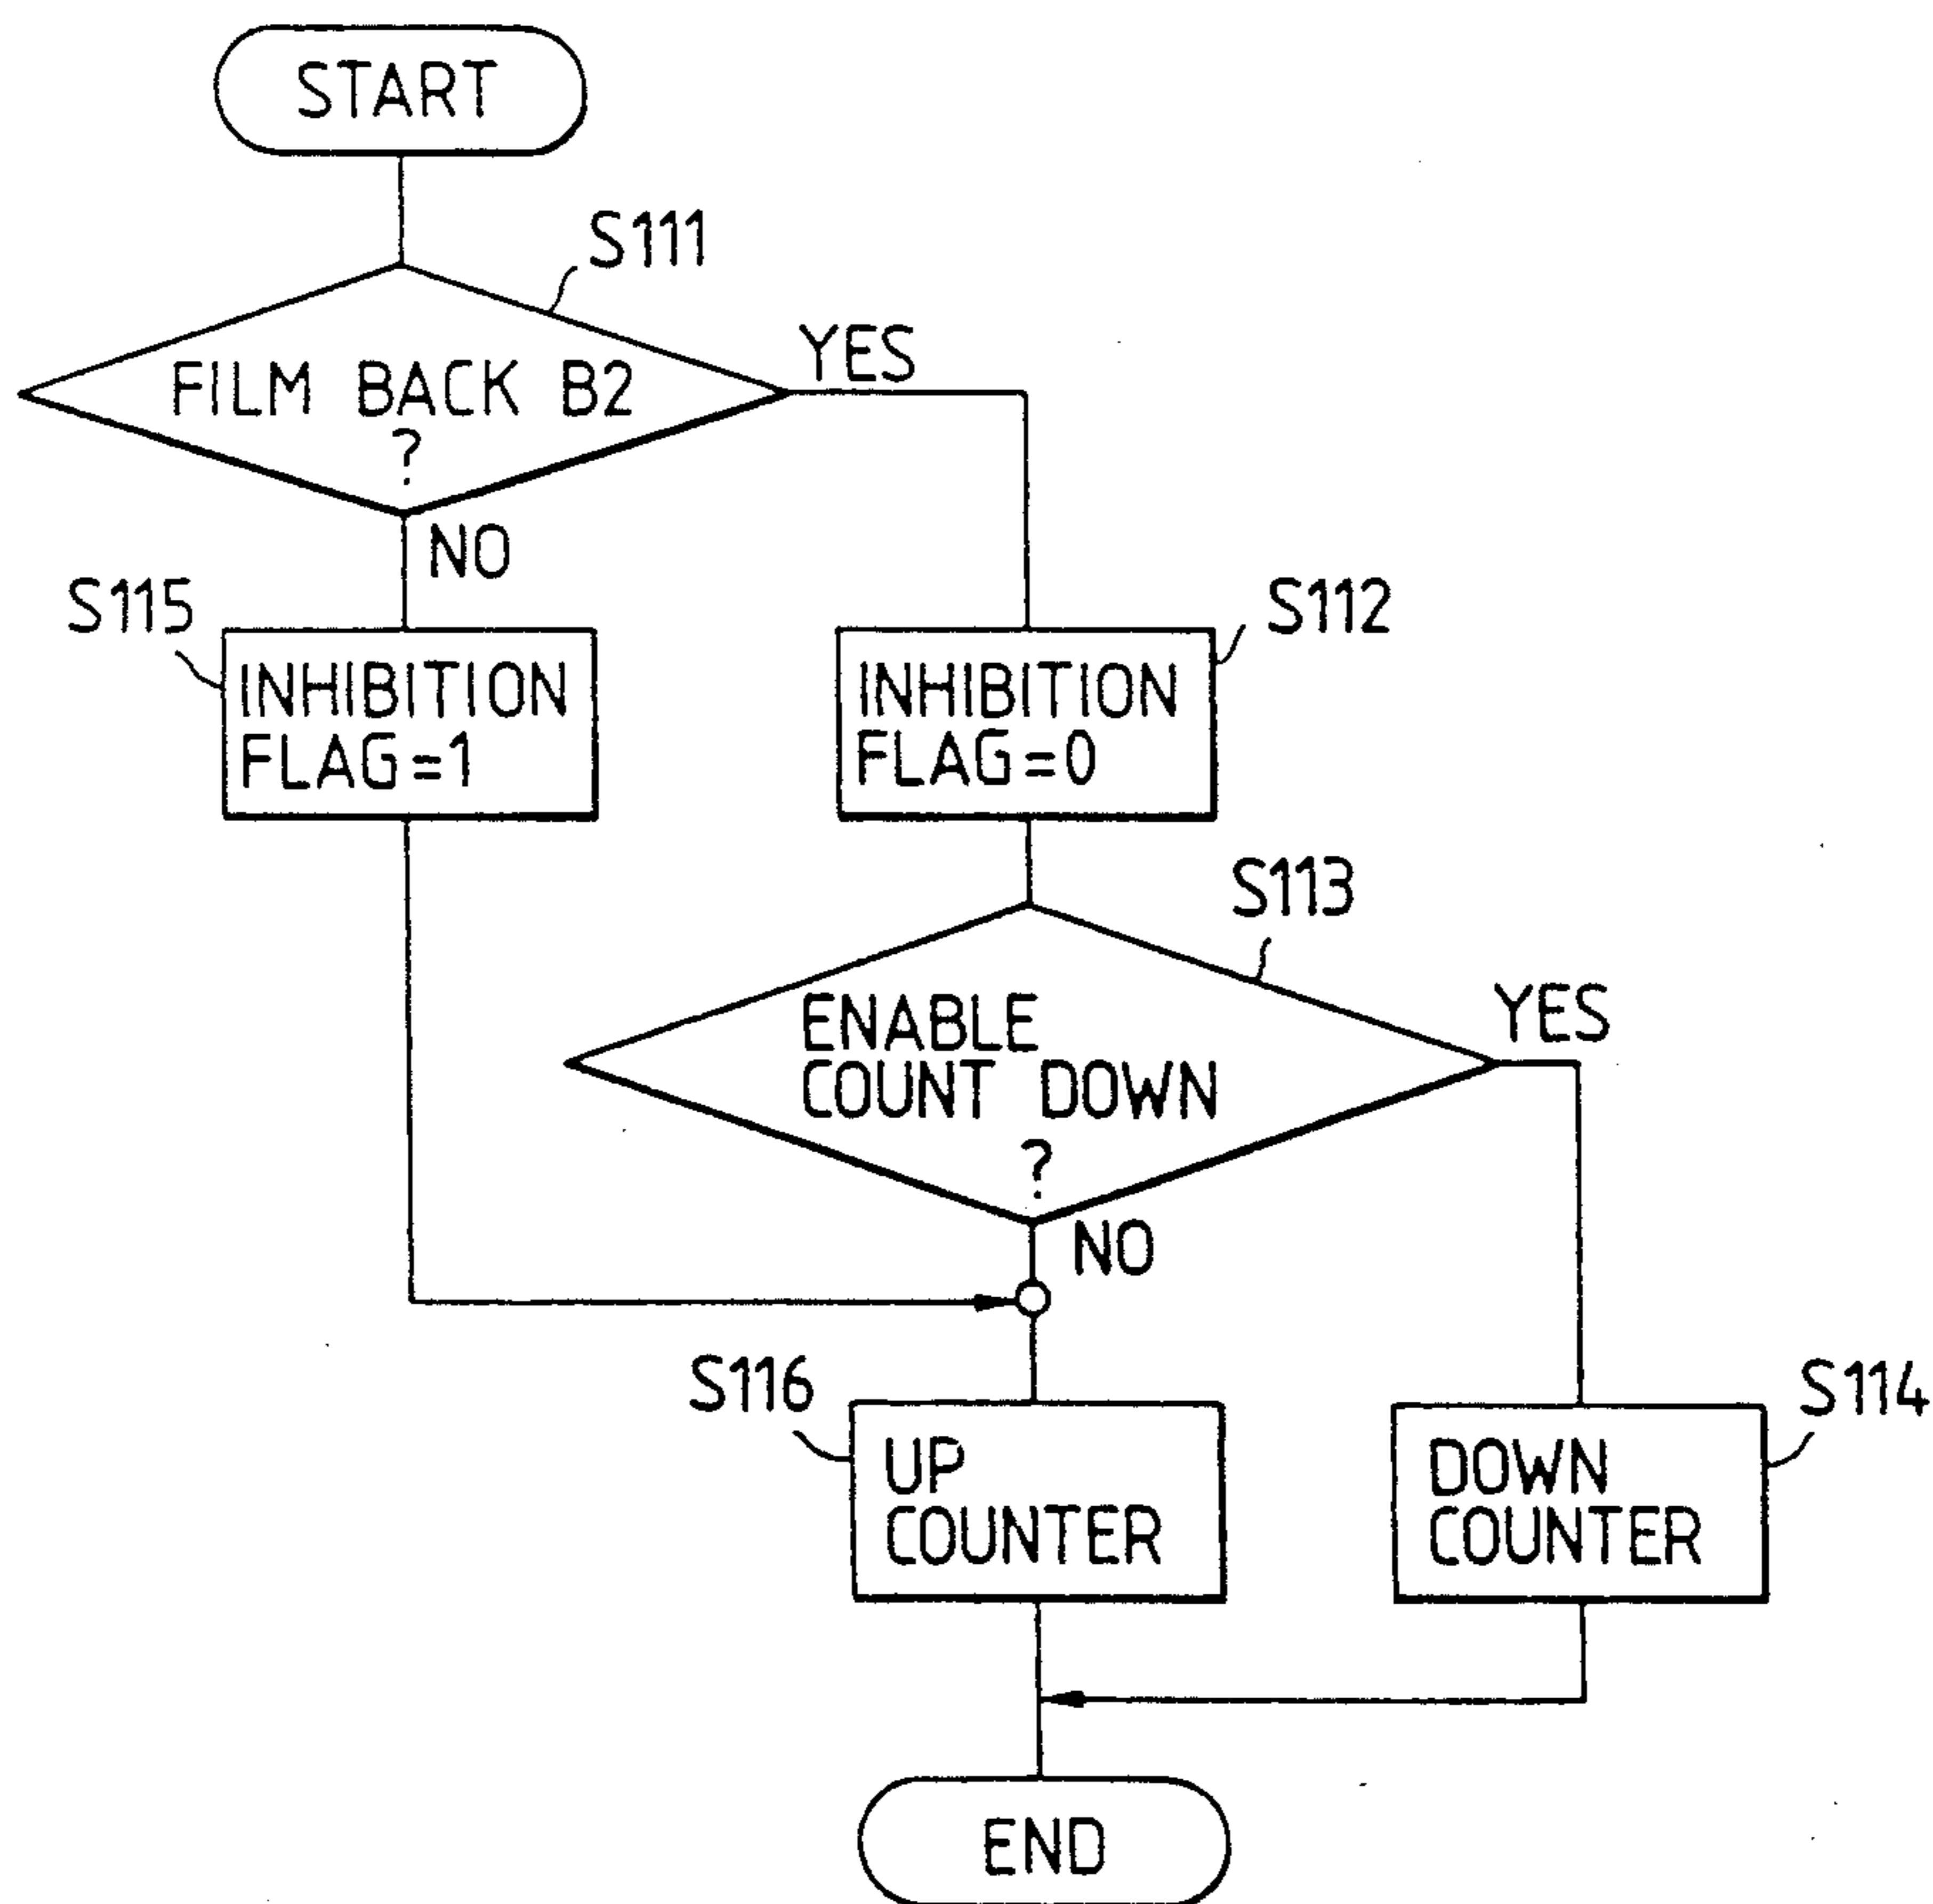 START
S111
FILM BACK B2
?
YES
NO
S115
INHIBITION
FLAG=1
S112
INHIBITION
FLAG=0
S113
ENABLE
COUNT DOWN
?
YES
NO
S116
UP
COUNTER
S114
DOWN
COUNTER
END